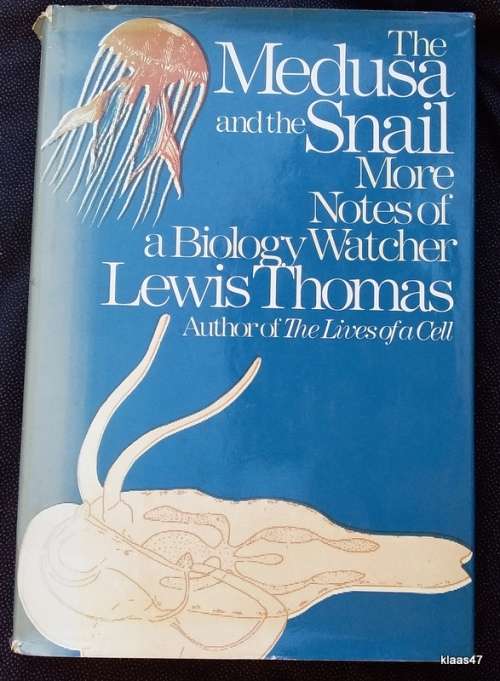 The
Medusa
and the Snail
More
Notes of
a Biology Watcher
Lewis Thomas
Author of The Lives of a Cell
klaas47